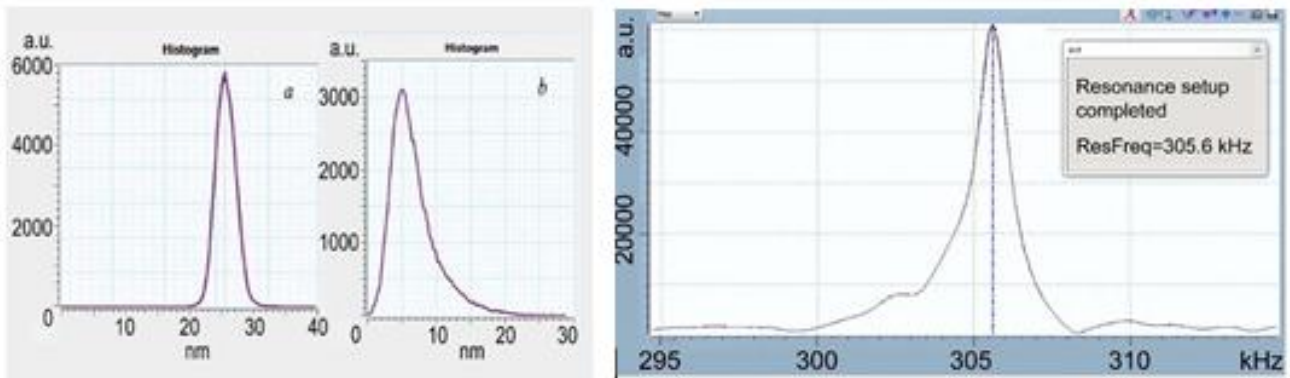 a.u.
Histogram
a
6000
4000
2000
0
10
20
30
40
nm
a.u.
Histogram
b
3000
2000
1000
0
10
20
30
nm
a.u.
40000
20000
Resonance setup
completed
ResFreq=305.6 kHz
295
300
305
310
kHz